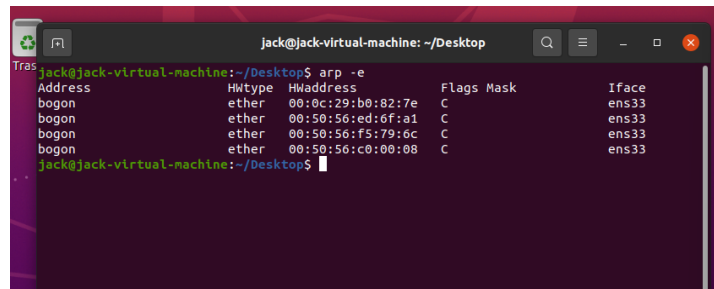 jack@jack-virtual-machine: ~/Desktop
Tras
jack@jack-virtual-machine:~/Desktop$ arp -e
Address HWtype HWaddress Flags Mask Iface
bogon ether 00:0c:29:b0:82:7e C ens33
bogon ether 00:50:56:ed:6f:a1 C ens33
bogon ether 00:50:56:f5:79:6c C ens33
bogon ether 00:50:56:c0:00:08 C ens33
jack@jack-virtual-machine:~/Desktop$